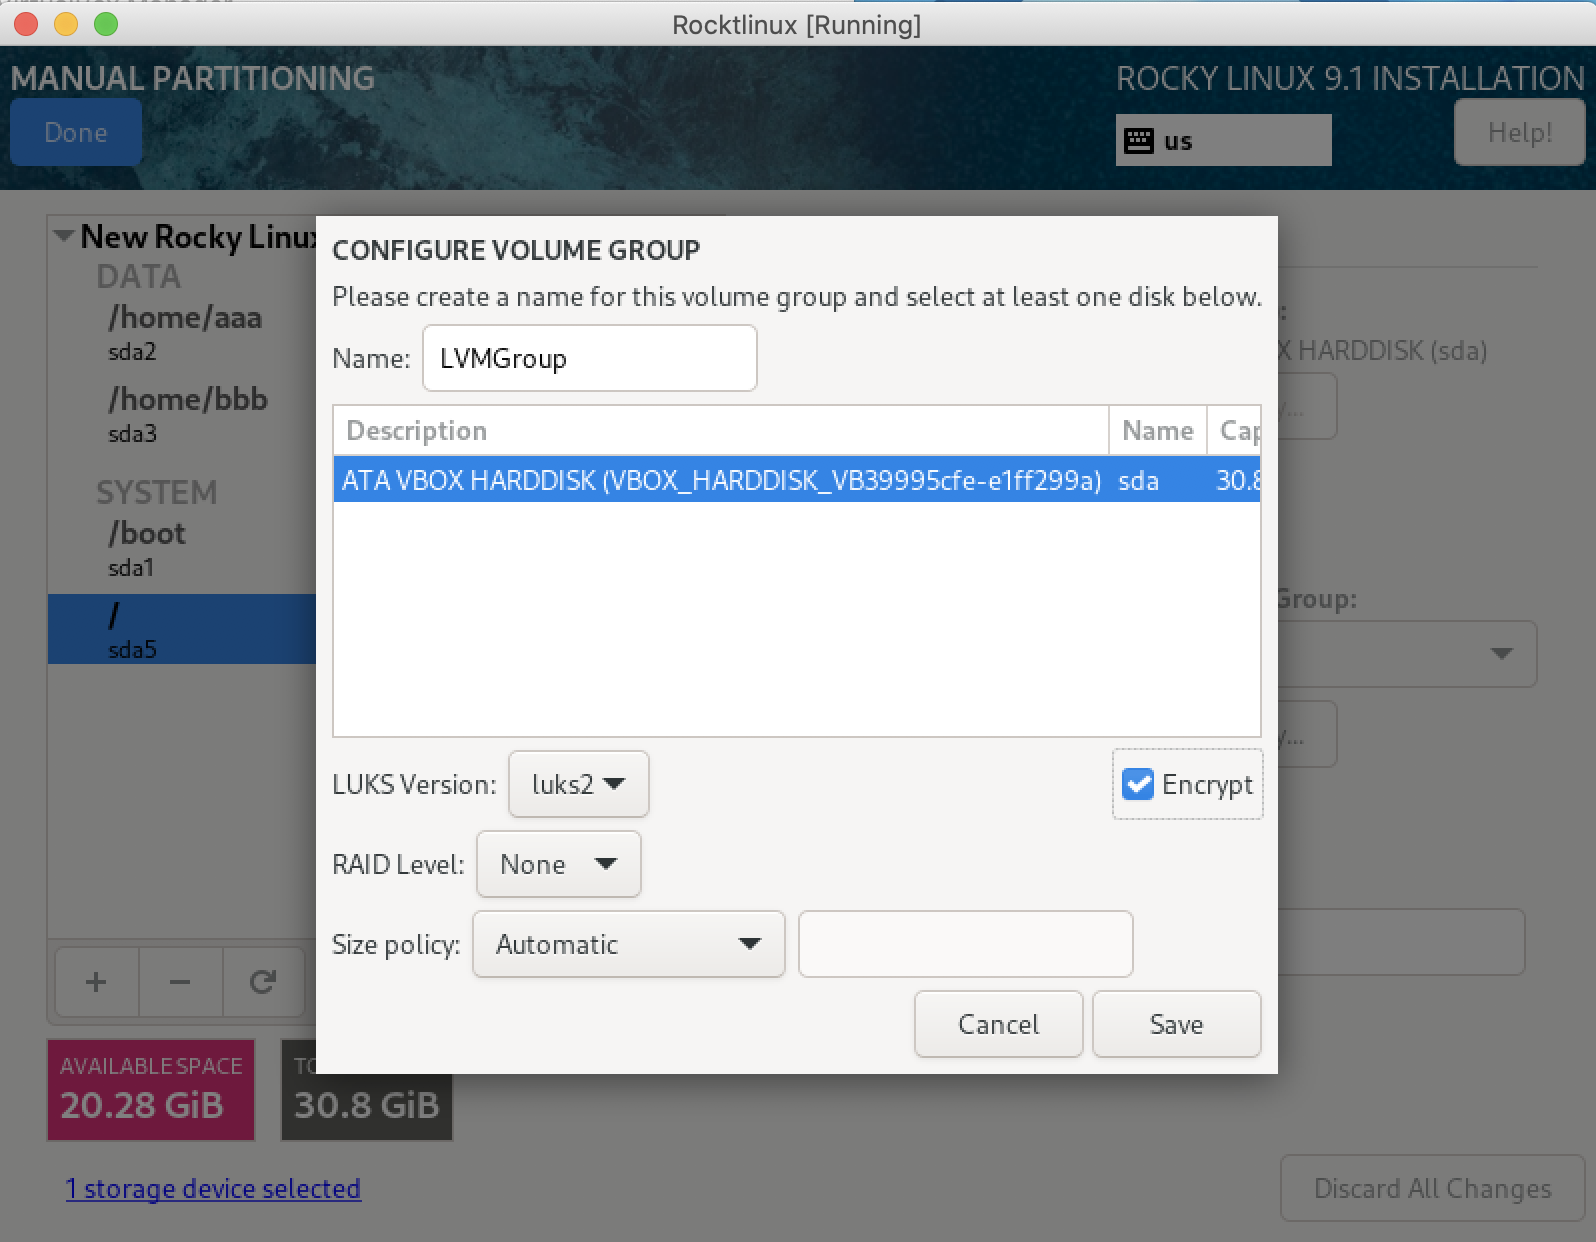 Rocktlinux [Running]
MANUAL PARTITIONING
ROCKY LINUX 9.1 INSTALLATION
Done
us
Help!
New Rocky Linux
DATA
/home/aaa
sda2
/home/bbb
sda3
SYSTEM
/boot
sda1
/
sda5
CONFIGURE VOLUME GROUP
Please create a name for this volume group and select at least one disk below.
Name: LVMGroup
Description Name Cap
ATA VBOX HARDDISK (VBOX_HARDDISK_VB39995cfe-e1ff299a) sda 30.8
LUKS Version: luks2
Encrypt
RAID Level: None
Size policy: Automatic
Cancel Save
X HARDDISK (sda)
Group:
AVAILABLE SPACE
20.28 GiB
30.8 GiB
1 storage device selected
Discard All Changes